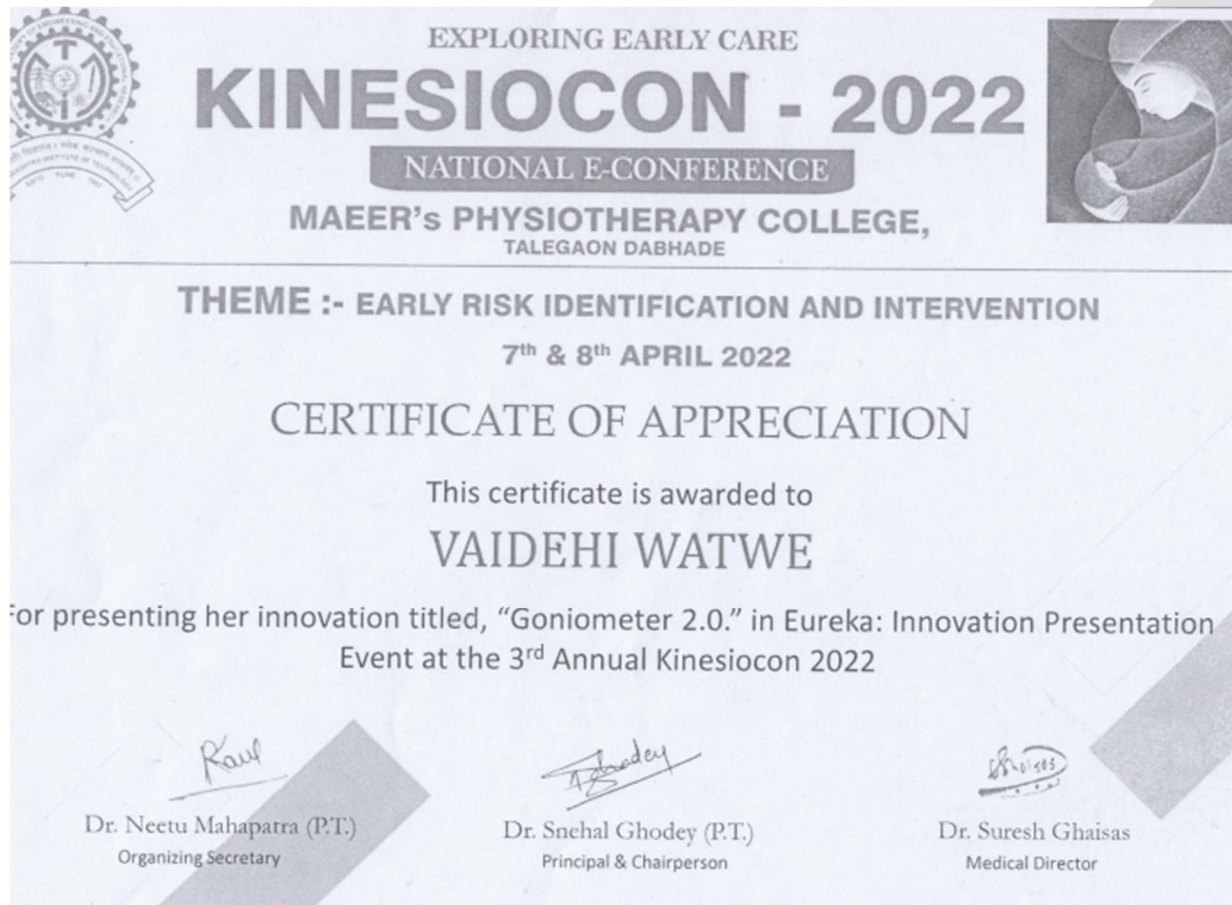 EXPLORING EARLY CARE
KINESIOCON - 2022
NATIONAL E-CONFERENCE
MAEER's PHYSIOTHERAPY COLLEGE,
TALEGAON DABHADE
THEME :- EARLY RISK IDENTIFICATION AND INTERVENTION
7th & 8th APRIL 2022
CERTIFICATE OF APPRECIATION
This certificate is awarded to
VAIDEHI WATWE
For presenting her innovation titled, “Goniometer 2.0.” in Eureka: Innovation Presentation
Event at the 3rd Annual Kinesiocon 2022
Dr. Neetu Mahapatra (P.T.)
Organizing Secretary
Dr. Snehal Ghodey (P.T.)
Principal & Chairperson
Dr. Suresh Ghaisas
Medical Director